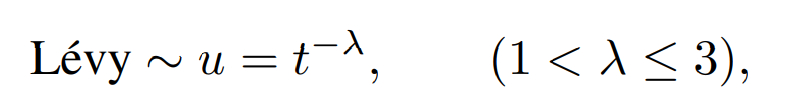 Lévy ∼ u = t^{−λ}, (1 < λ ≤ 3),